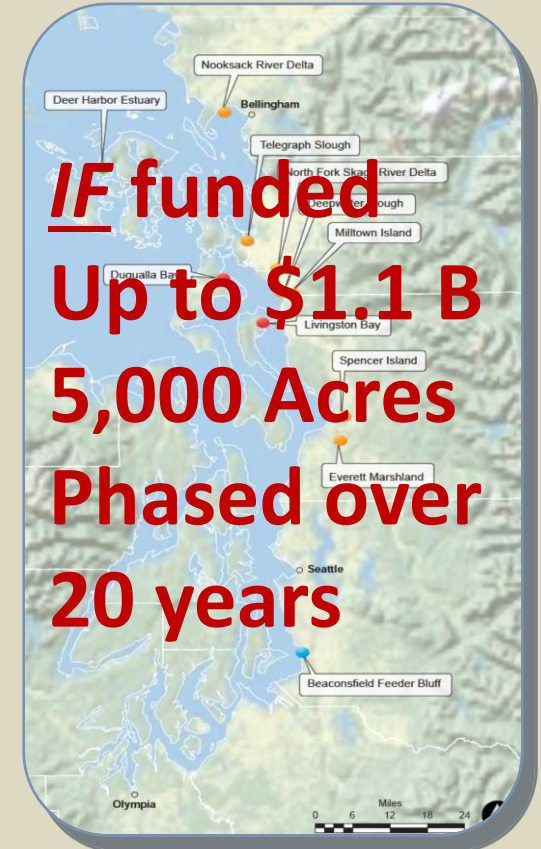 Nooksack River Delta
Deer Harbor Estuary
Bellingham
Telegraph Slough
IF funded
North Fork Skagit River Delta
Deepwater Slough
Milltown Island
Dugualla Bay
Up to $1.1 B
Livingston Bay
Spencer Island
5,000 Acres
Everett Marshland
Phased over
Seattle
20 years
Beaconsfield Feeder Bluff
Olympia
Miles
0 6 12 18 24